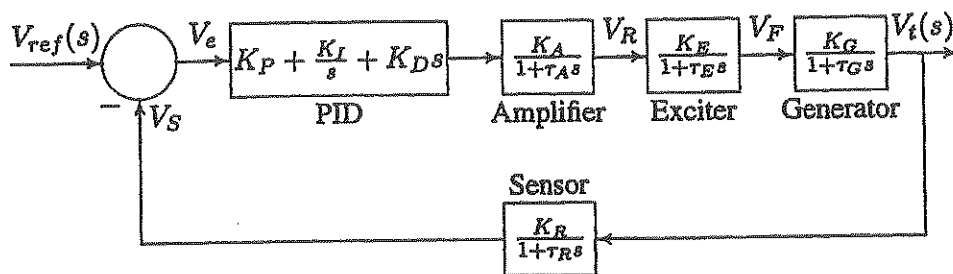 V_ref(s)
V_e
K_P + K_I/s + K_D s
PID
K_A/(1+τ_A s)
Amplifier
V_R
K_E/(1+τ_E s)
Exciter
V_F
K_G/(1+τ_G s)
Generator
V_t(s)
−
V_S
Sensor
K_R/(1+τ_R s)